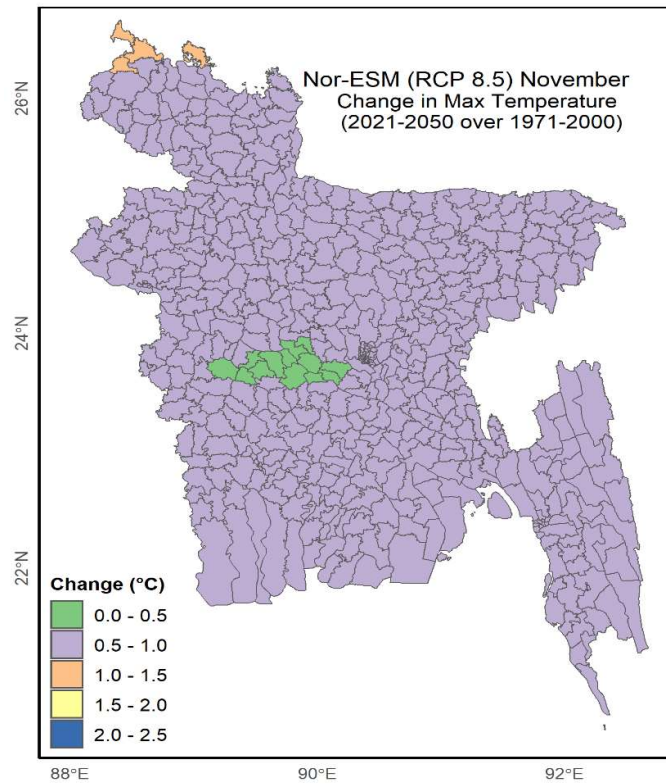 Nor-ESM (RCP 8.5) November
Change in Max Temperature
(2021-2050 over 1971-2000)
26°N
24°N
22°N
Change (°C)
0.0 - 0.5
0.5 - 1.0
1.0 - 1.5
1.5 - 2.0
2.0 - 2.5
88°E
90°E
92°E